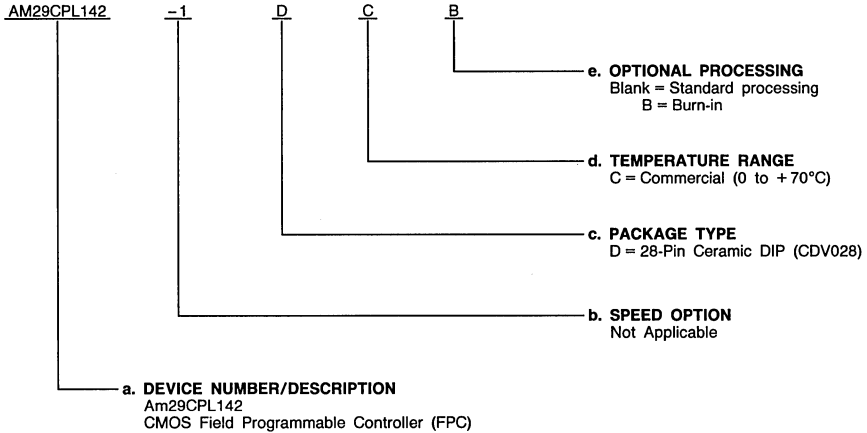 AM29CPL142 -1 D C B
e. OPTIONAL PROCESSING
Blank = Standard processing
B = Burn-in
d. TEMPERATURE RANGE
C = Commercial (0 to +70°C)
c. PACKAGE TYPE
D = 28-Pin Ceramic DIP (CDV028)
b. SPEED OPTION
Not Applicable
a. DEVICE NUMBER/DESCRIPTION
Am29CPL142
CMOS Field Programmable Controller (FPC)